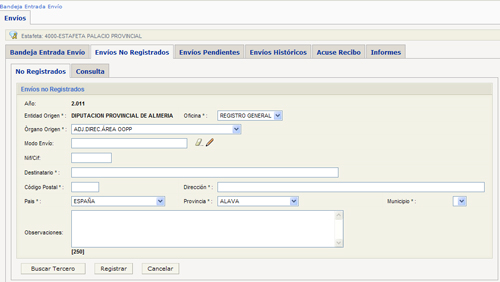 Bandeja Entrada Envío
Envíos
Estafeta: 4000-ESTAFETA PALACIO PROVINCIAL
Bandeja Entrada Envío Envíos No Registrados Envíos Pendientes Envíos Históricos Acuse Recibo Informes
No Registrados Consulta
Envíos no Registrados
Año: 2.011
Entidad Origen * : DIPUTACION PROVINCIAL DE ALMERIA Oficina * : REGISTRO GENERAL
Órgano Origen * : ADJ.DIREC.ÁREA OOPP
Modo Envío:
Nif/Cif:
Destinatario * :
Código Postal * : Dirección * :
País * : ESPAÑA Provincia * : ALAVA Municipio * :
Observaciones:
[250]
Buscar Tercero Registrar Cancelar